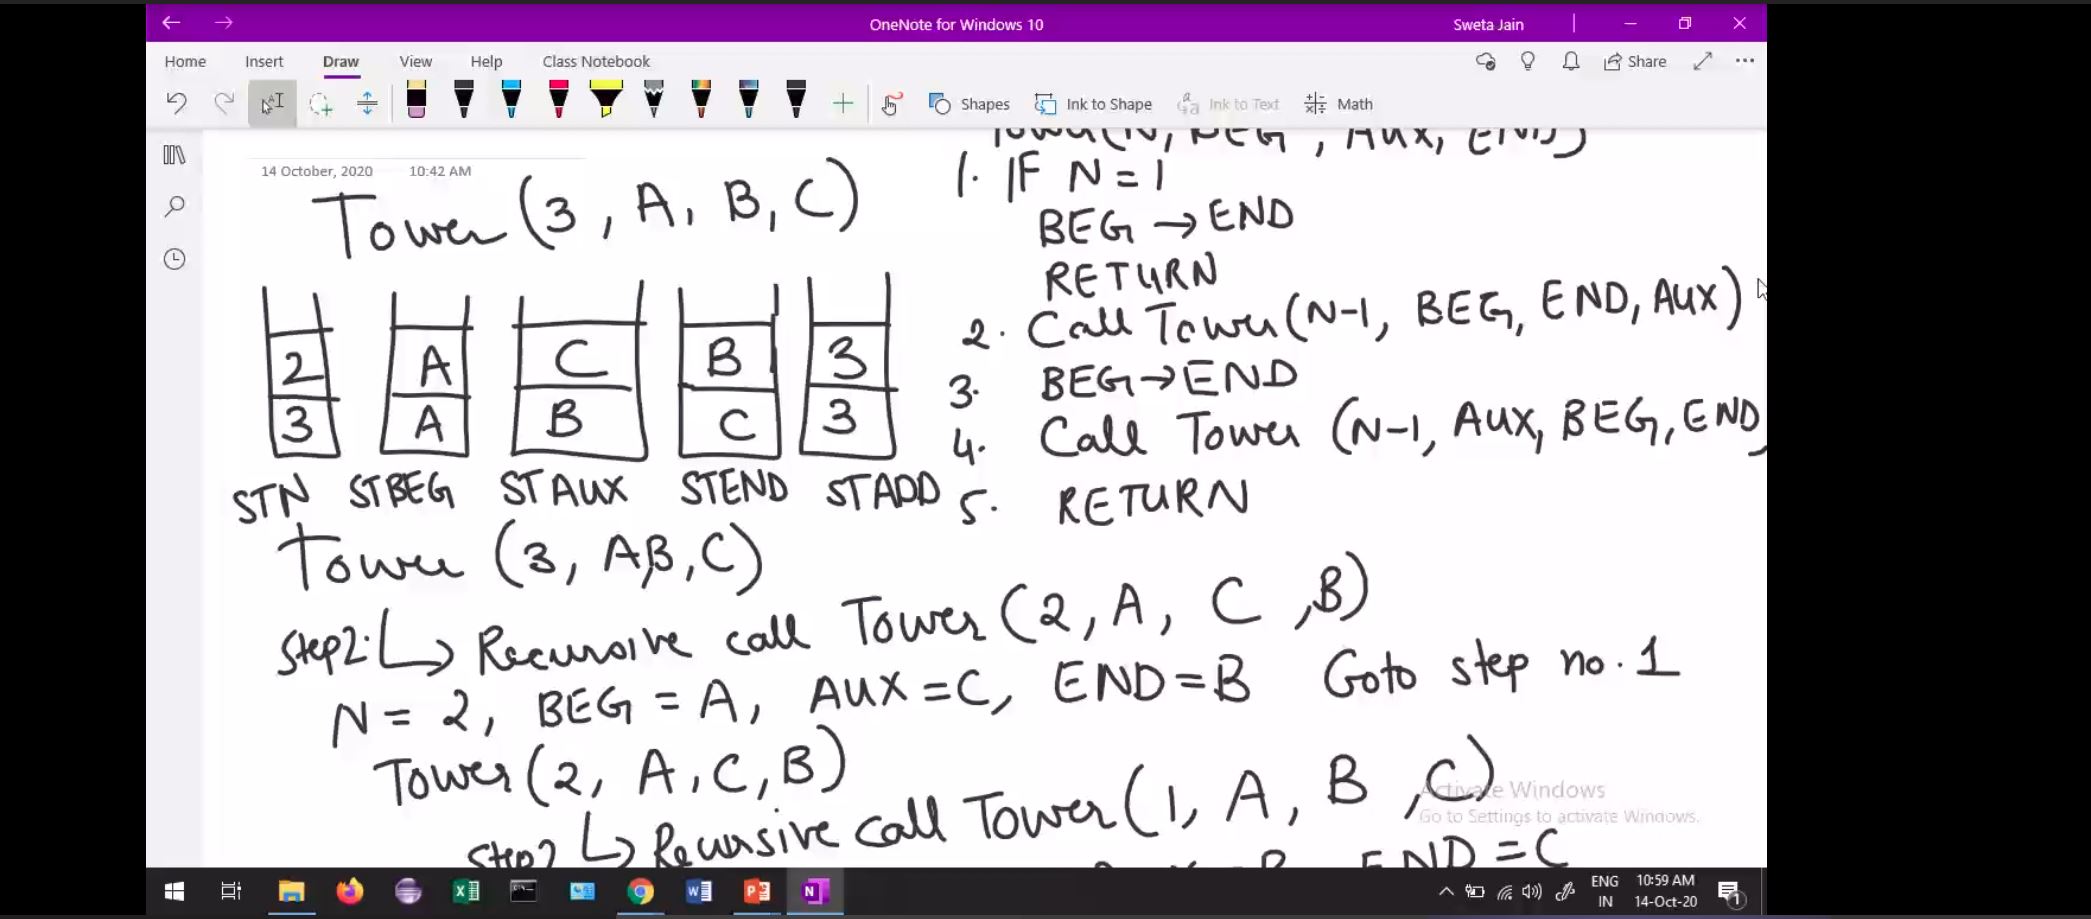 OneNote for Windows 10
Sweta Jain
Home Insert Draw View Help Class Notebook
Share
Shapes Ink to Shape Ink to Text Math
14 October, 2020 10:42 AM
Tower (3, A, B, C)
2 A C B 3
3 A B C 3
STN STBEG STAUX STEND STADD
Tower(N, BEG, AUX, END)
1. IF N = 1
BEG → END
RETURN
2. Call Tower(N-1, BEG, END, AUX)
3. BEG→END
4. Call Tower (N-1, AUX, BEG, END,
5. RETURN
Tower (3, A,B,C)
Step2. ↳ Recursive call Tower (2, A, C, B)
N = 2, BEG = A, AUX = C, END = B Goto step no. 1
Tower (2, A, C, B)
Step2 ↳ Recursive call Tower (1, A, B, C)
END = C
Activate Windows
Go to Settings to activate Windows.
ENG 10:59 AM
IN 14-Oct-20
1